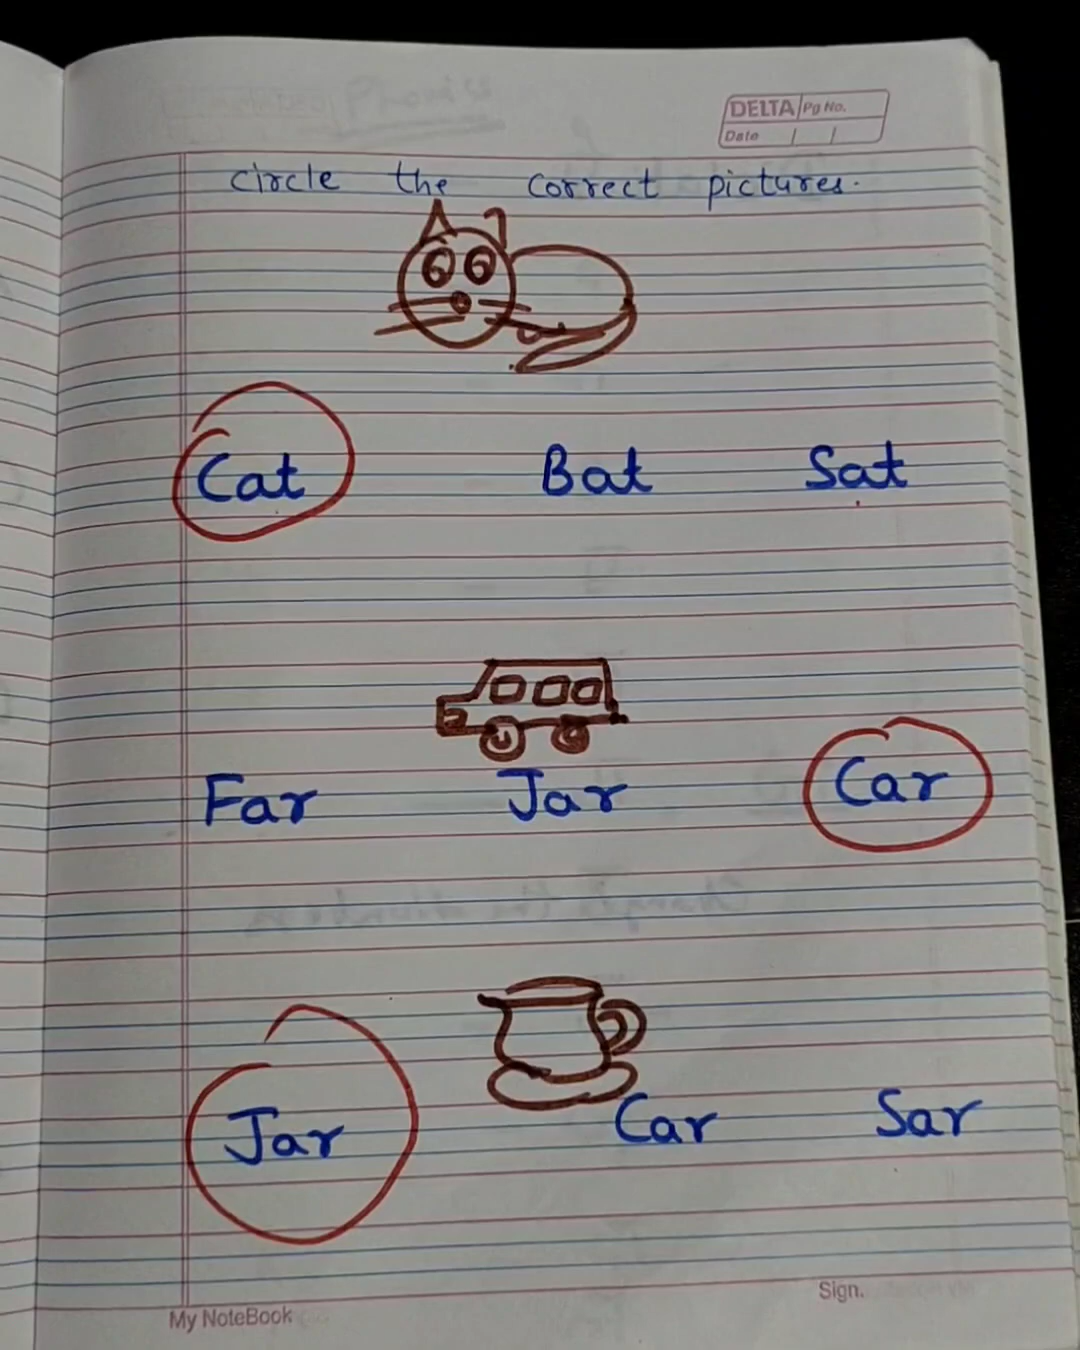 DELTA Pg No.
Date / /
circle the correct pictures.
Cat Bat Sat
Far Jar Car
Jar Car Sar
Sign.
My NoteBook